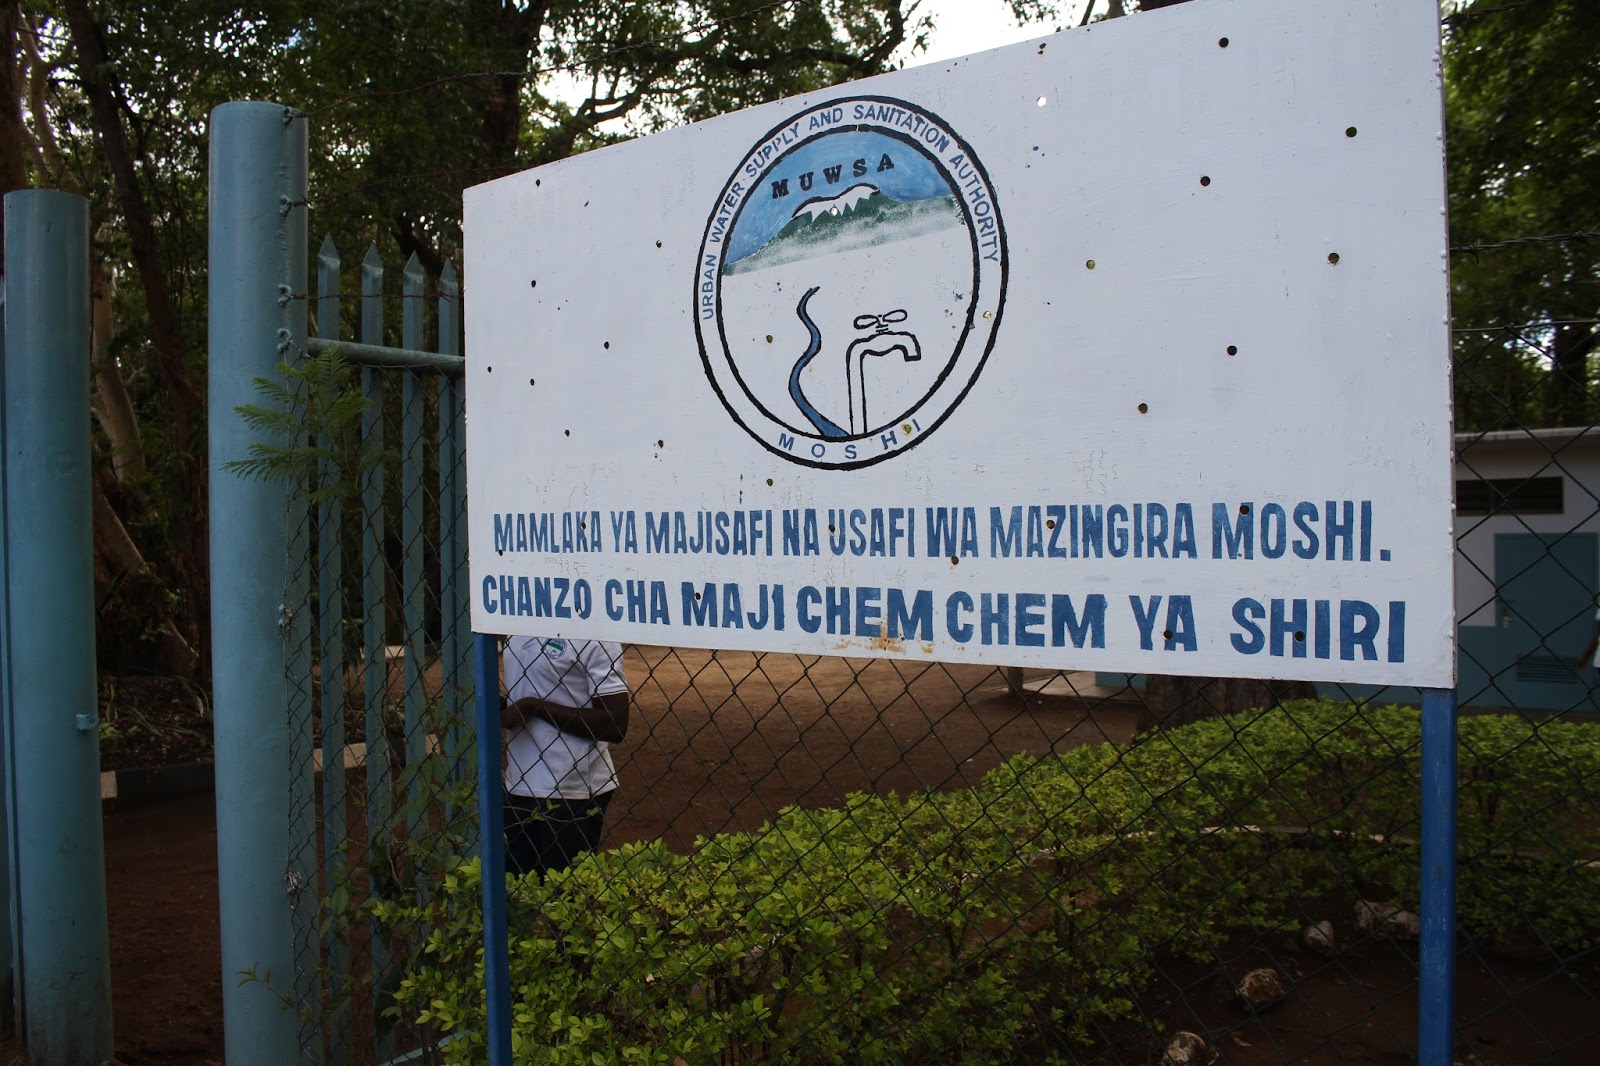 URBAN WATER SUPPLY AND SANITATION AUTHORITY
MUWSA
MOSHI
MAMLAKA YA MAJISAFI NA USAFI WA MAZINGIRA MOSHI.
CHANZO CHA MAJI CHEM CHEM YA SHIRI